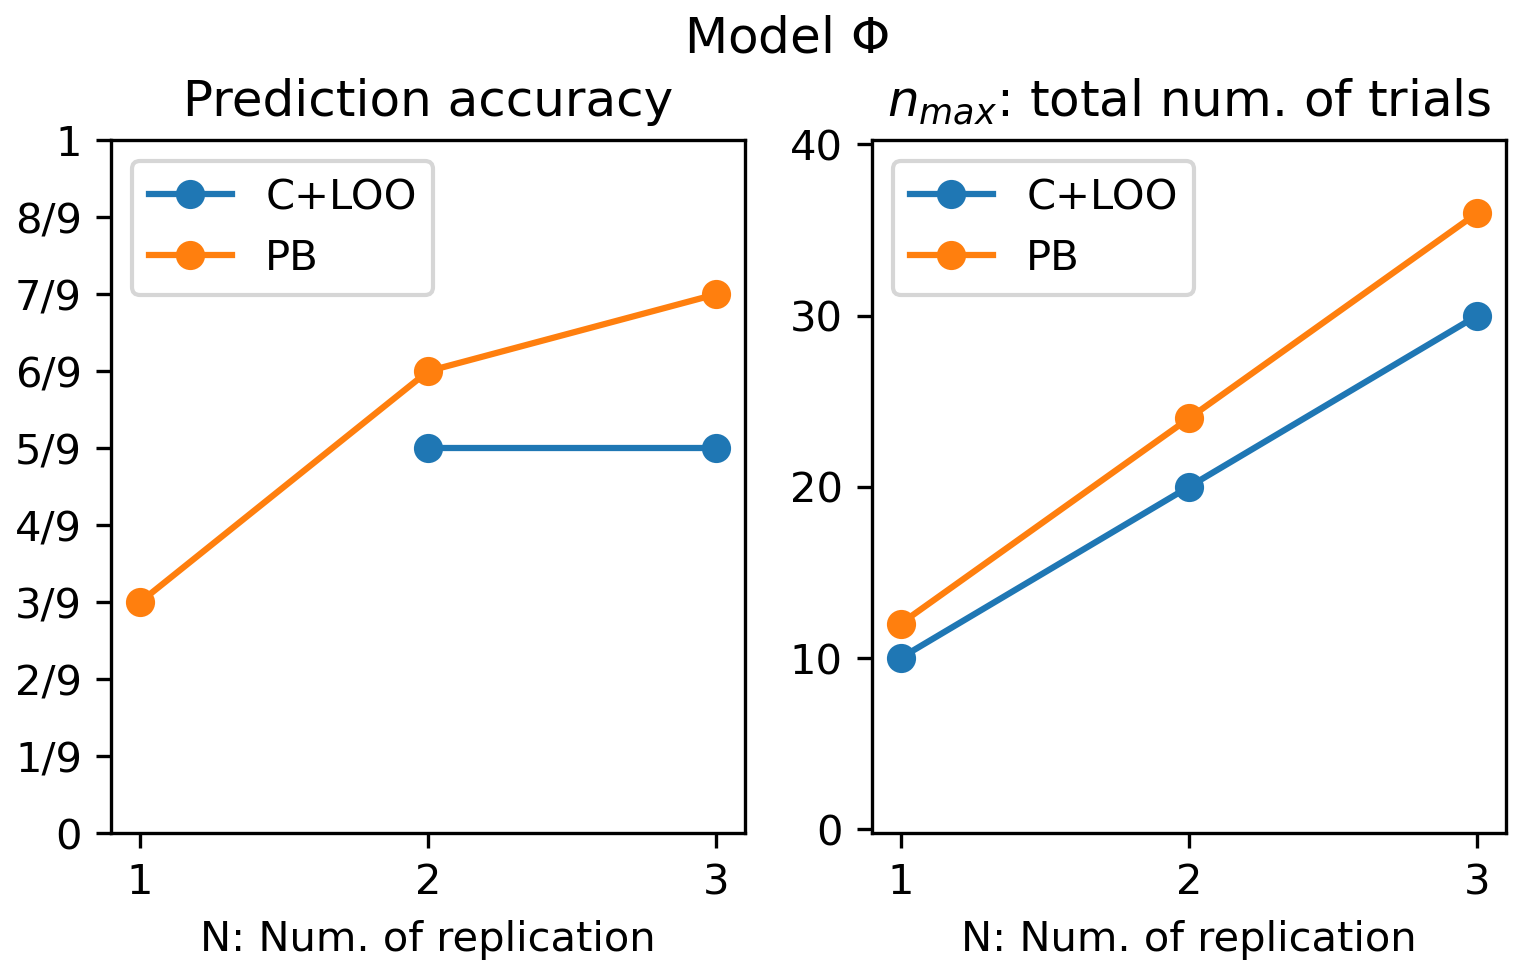 Model Φ
Prediction accuracy
1
8/9
7/9
6/9
5/9
4/9
3/9
2/9
1/9
0
C+LOO
PB
1 2 3
N: Num. of replication
n_max: total num. of trials
40
30
20
10
0
C+LOO
PB
1 2 3
N: Num. of replication